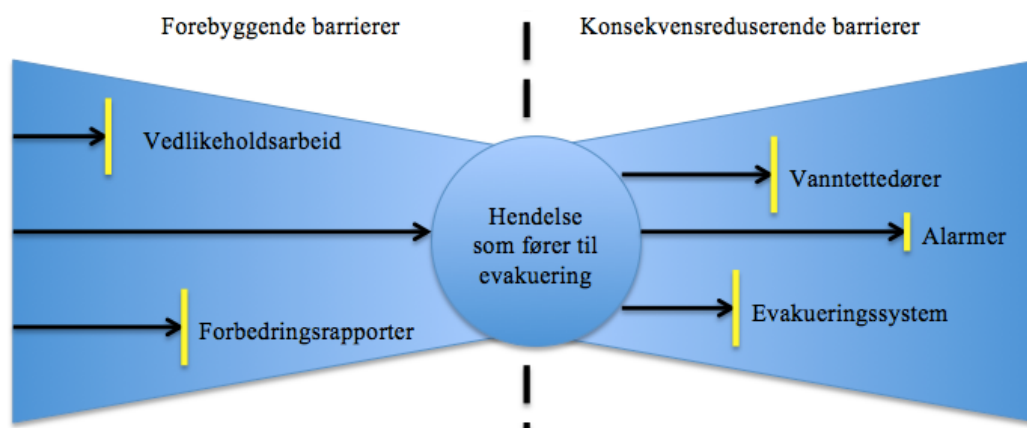 Forebyggende barrierer
Konsekvensreduserende barrierer
Vedlikeholdsarbeid
Forbedringsrapporter
Hendelse
som fører til
evakuering
Vanntettedører
Alarmer
Evakueringssystem